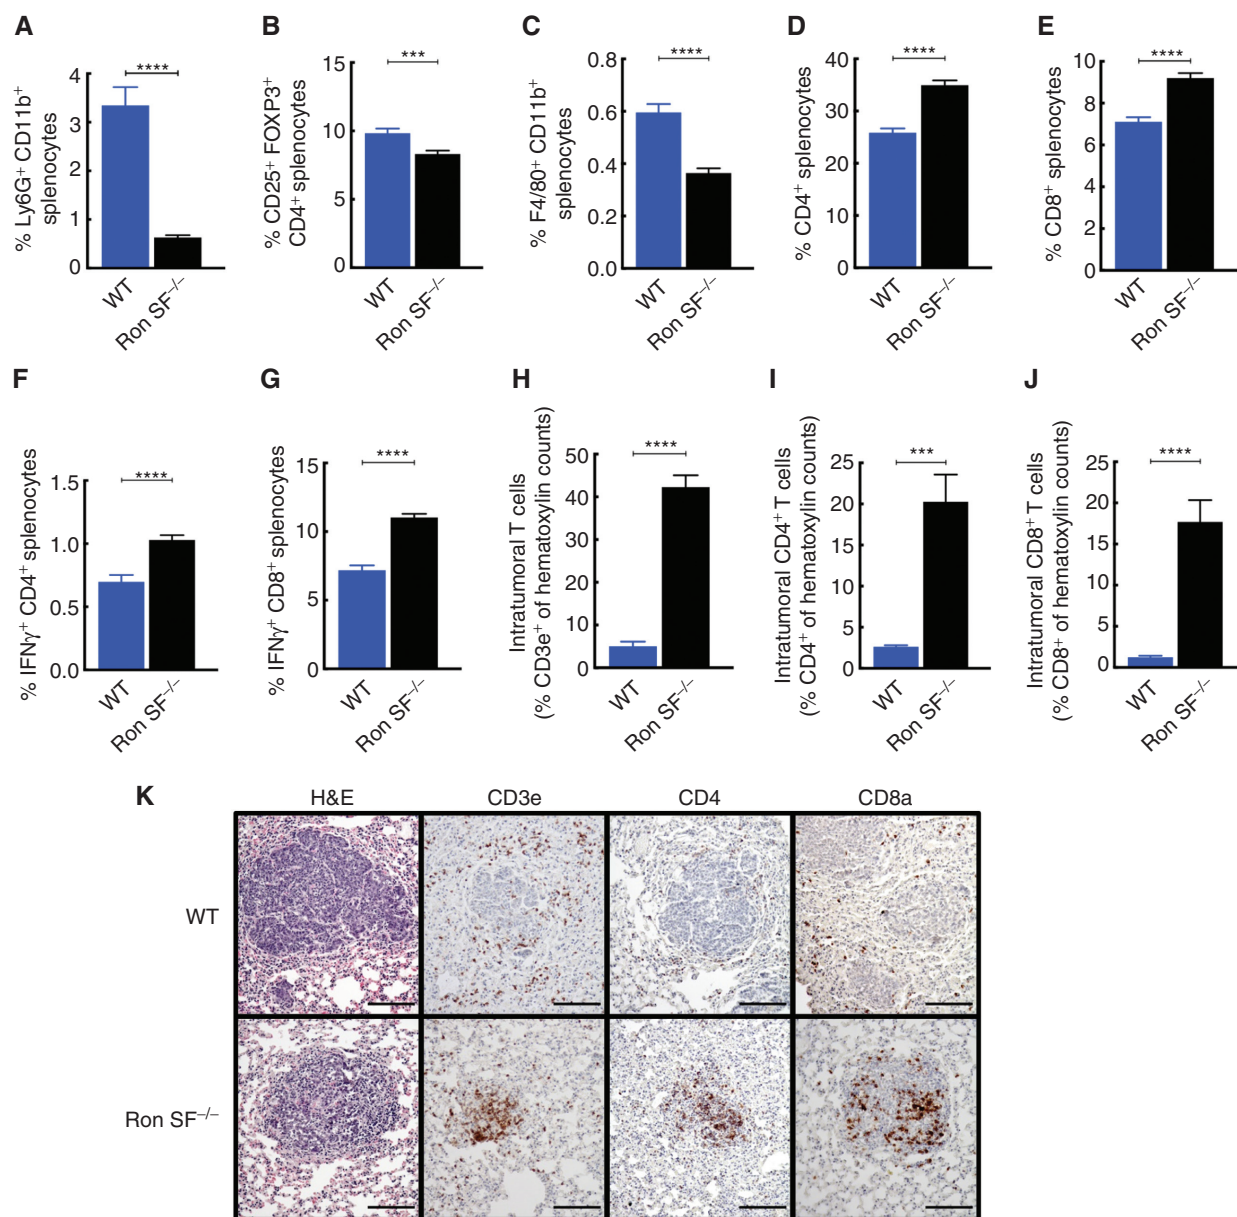 A
B
C
D
E
% Ly6G⁺ CD11b⁺
splenocytes
4
3
2
1
0
****
WT
Ron SF⁻/⁻
% CD25⁺ FOXP3⁺
CD4⁺ splenocytes
15
10
5
0
***
WT
Ron SF⁻/⁻
% F4/80⁺ CD11b⁺
splenocytes
0.8
0.6
0.4
0.2
0.0
****
WT
Ron SF⁻/⁻
% CD4⁺ splenocytes
40
30
20
10
0
****
WT
Ron SF⁻/⁻
% CD8⁺ splenocytes
10
8
6
4
2
0
****
WT
Ron SF⁻/⁻
F
G
H
I
J
% IFNγ⁺ CD4⁺ splenocytes
1.5
1.0
0.5
0.0
****
WT
Ron SF⁻/⁻
% IFNγ⁺ CD8⁺ splenocytes
15
10
5
0
****
WT
Ron SF⁻/⁻
Intratumoral T cells
(% CD3e⁺ of hematoxylin counts)
50
40
30
20
10
0
****
WT
Ron SF⁻/⁻
Intratumoral CD4⁺ T cells
(% CD4⁺ of hematoxylin counts)
25
20
15
10
5
0
***
WT
Ron SF⁻/⁻
Intratumoral CD8⁺ T cells
(% CD8⁺ of hematoxylin counts)
25
20
15
10
5
0
****
WT
Ron SF⁻/⁻
K
H&E
CD3e
CD4
CD8a
WT
Ron SF⁻/⁻